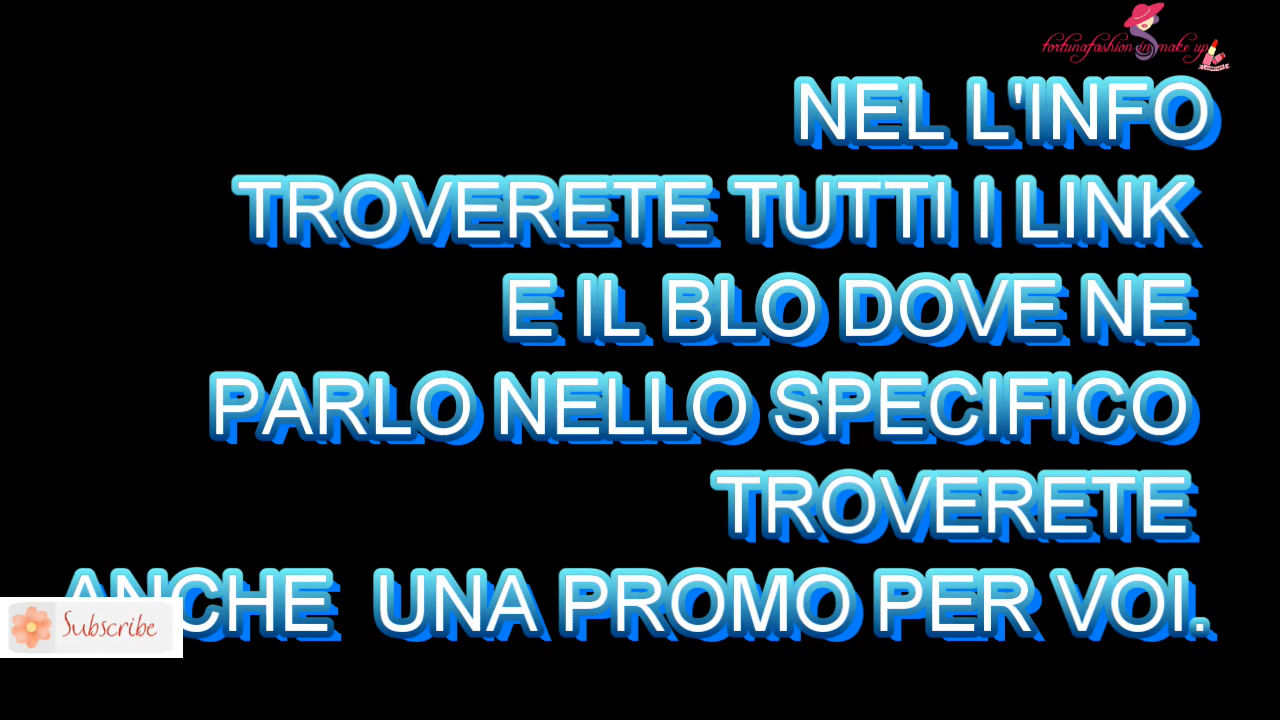 fortunafashion in make up
NEL L'INFO
TROVERETE TUTTI I LINK
E IL BLO DOVE NE
PARLO NELLO SPECIFICO
TROVERETE
ANCHE UNA PROMO PER VOI.
Subscribe